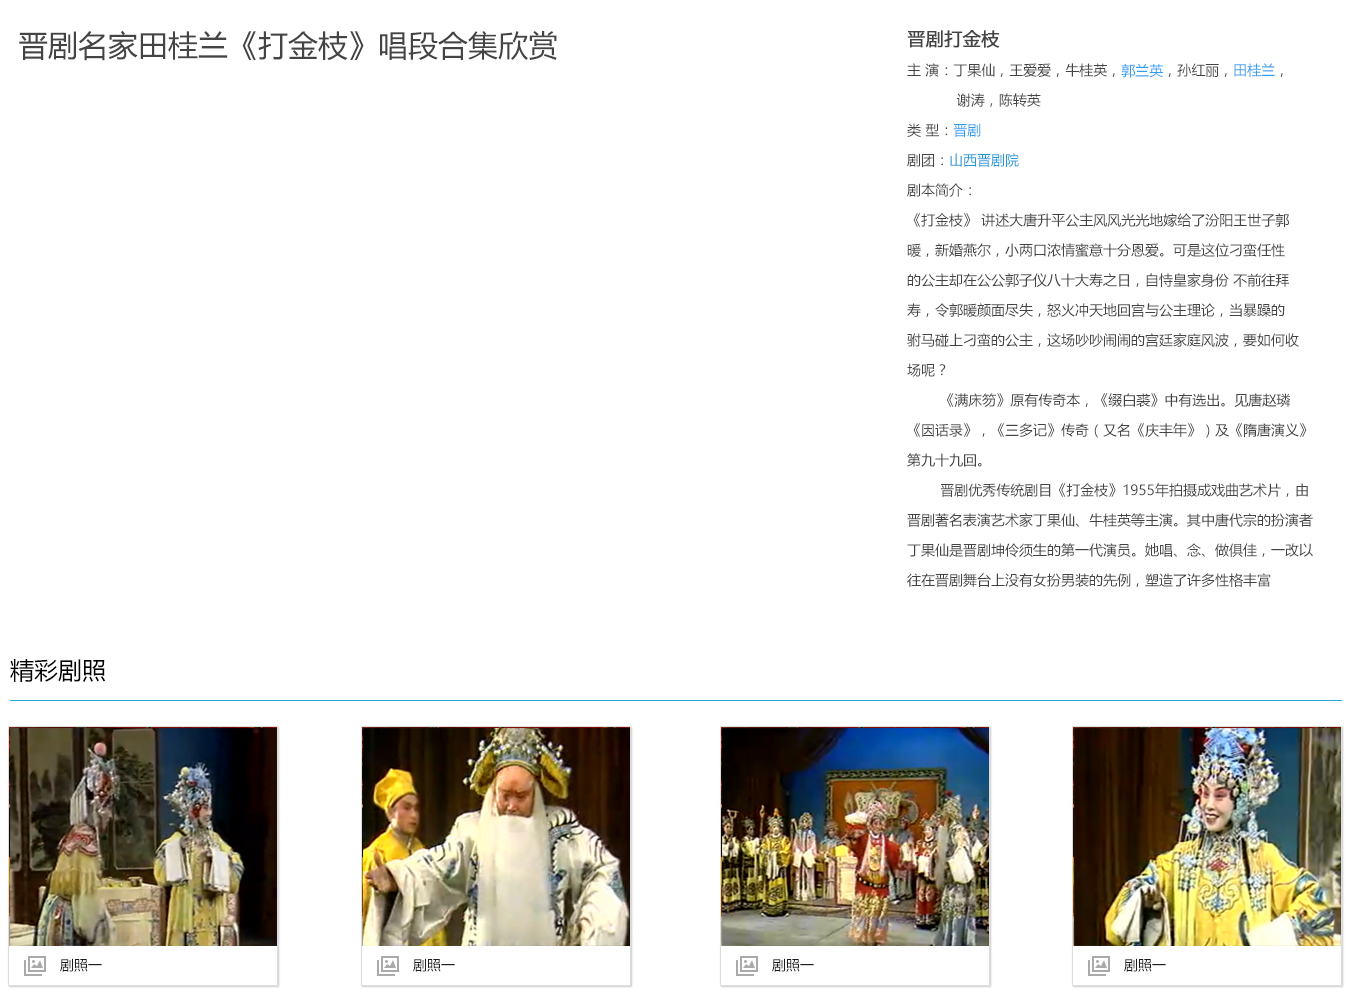 晋剧名家田桂兰《打金枝》唱段合集欣赏
晋剧打金枝
主 演：丁果仙，王爱爱，牛桂英，郭兰英，孙红丽，田桂兰，
谢涛，陈转英
类 型：晋剧
剧团：山西晋剧院
剧本简介：
《打金枝》 讲述大唐升平公主风风光光地嫁给了汾阳王世子郭
暖，新婚燕尔，小两口浓情蜜意十分恩爱。可是这位刁蛮任性
的公主却在公公郭子仪八十大寿之日，自恃皇家身份 不前往拜
寿，令郭暖颜面尽失，怒火冲天地回宫与公主理论，当暴躁的
驸马碰上刁蛮的公主，这场吵吵闹闹的宫廷家庭风波，要如何收
场呢？
《满床笏》原有传奇本，《缀白裘》中有选出。见唐赵璘
《因话录》，《三多记》传奇（又名《庆丰年》）及《隋唐演义》
第九十九回。
晋剧优秀传统剧目《打金枝》1955年拍摄成戏曲艺术片，由
晋剧著名表演艺术家丁果仙、牛桂英等主演。其中唐代宗的扮演者
丁果仙是晋剧坤伶须生的第一代演员。她唱、念、做俱佳，一改以
往在晋剧舞台上没有女扮男装的先例，塑造了许多性格丰富
精彩剧照
剧照一
剧照一
剧照一
剧照一